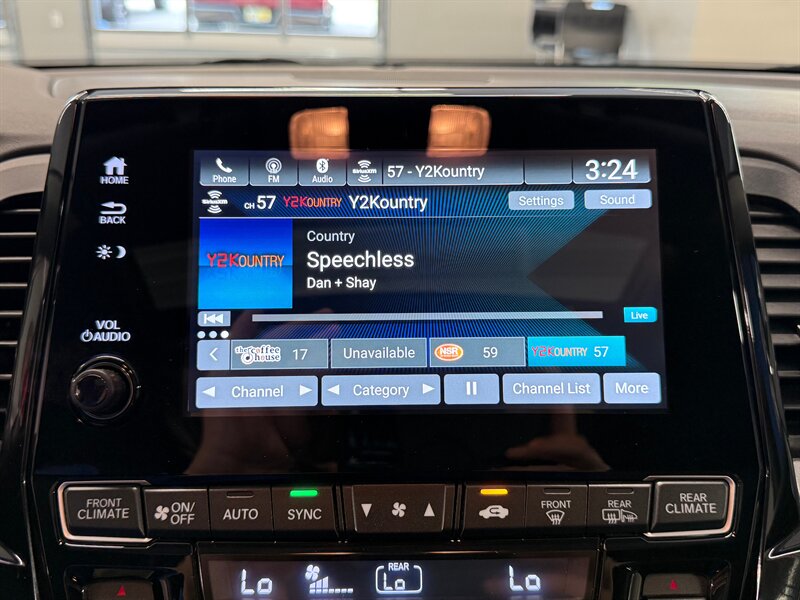 HOME
BACK
VOL
AUDIO
Phone FM Audio SiriusXM 57 - Y2Kountry 3:24
SiriusXM CH 57 Y2KOUNTRY Y2Kountry Settings Sound
Y2KOUNTRY
Country
Speechless
Dan + Shay
Live
the coffee house 17 Unavailable NSR 59 Y2KOUNTRY 57
Channel Category Channel List More
FRONT CLIMATE ON/OFF AUTO SYNC FRONT REAR REAR CLIMATE
Lo REAR Lo Lo